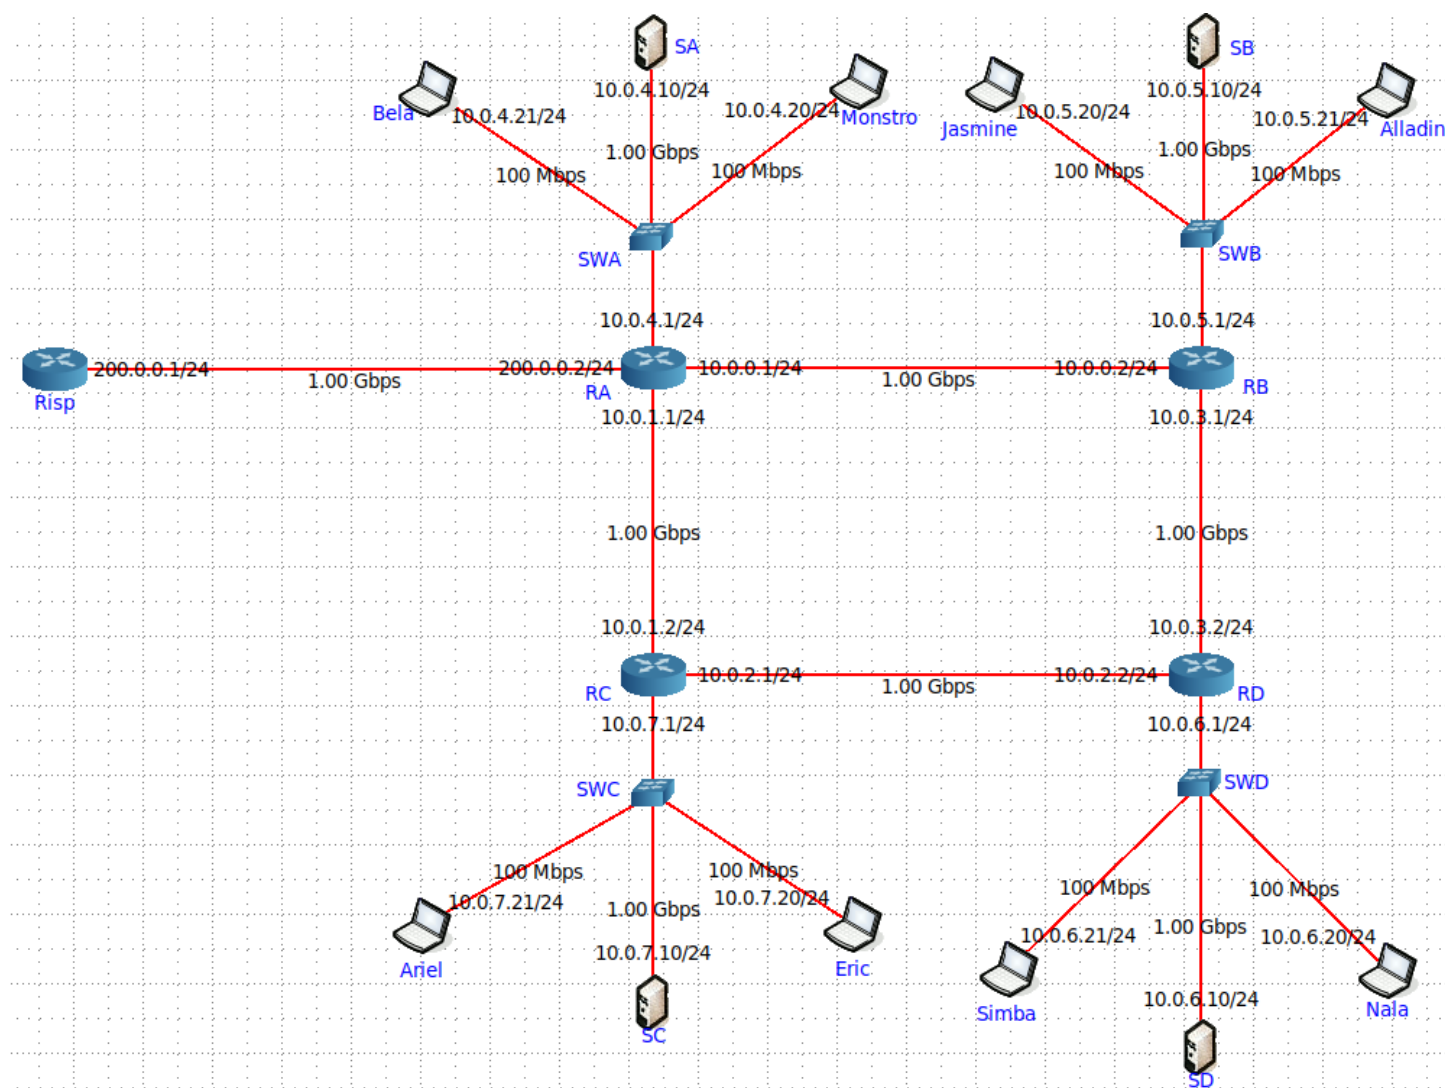 SA
SB
10.0.4.10/24
10.0.5.10/24
Bela
10.0.4.21/24
10.0.4.20/24
Monstro
Jasmine
10.0.5.20/24
10.0.5.21/24
Alladin
1.00 Gbps
1.00 Gbps
100 Mbps
100 Mbps
100 Mbps
100 Mbps
SWA
SWB
10.0.4.1/24
10.0.5.1/24
200.0.0.1/24
1.00 Gbps
200.0.0.2/24
10.0.0.1/24
1.00 Gbps
10.0.0.2/24
Risp
RA
RB
10.0.1.1/24
10.0.3.1/24
1.00 Gbps
1.00 Gbps
10.0.1.2/24
10.0.3.2/24
10.0.2.1/24
1.00 Gbps
10.0.2.2/24
RC
RD
10.0.7.1/24
10.0.6.1/24
SWC
SWD
100 Mbps
100 Mbps
100 Mbps
100 Mbps
10.0.7.21/24
1.00 Gbps
10.0.7.20/24
1.00 Gbps
10.0.6.21/24
10.0.6.20/24
10.0.7.10/24
Ariel
Eric
10.0.6.10/24
Simba
Nala
SC
SD